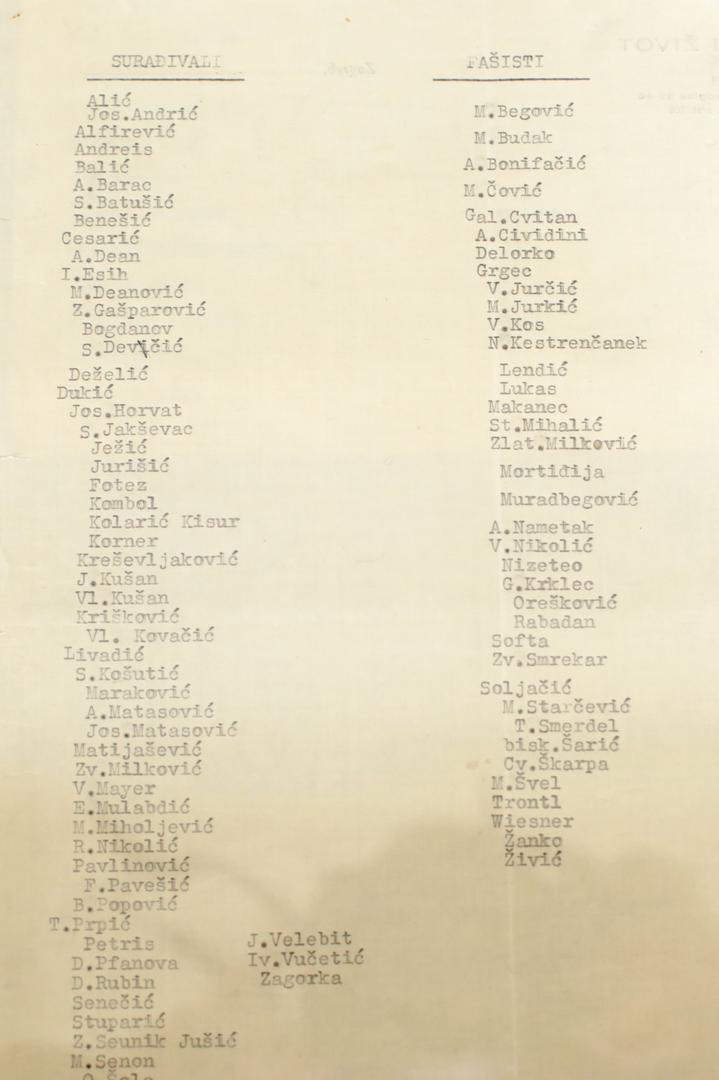 SURAĐIVALI
Alić
Jos.Andrić
Alfirević
Andreis
Balić
A.Barac
S.Batušić
Benešić
Cesarić
A.Dean
I.Esih
M.Deanović
Z.Gašparović
Bogdanov
S.Devčić
Deželić
Dukić
Jos.Horvat
S.Jakševac
Ježić
Jurišić
Fotez
Kombol
Kolarić Kisur
Korner
Kreševljaković
J.Kušan
Vl.Kušan
Krišković
Vl. Kovačić
Livadić
S.Košutić
Maraković
A.Matasović
Jos.Matasović
Matijašević
Zv.Milković
V.Mayer
E.Mulabdić
M.Miholjević
R.Nikolić
Pavlinović
F.Pavešić
B.Popović
T.Prpić
Petris
D.Pfanova
D.Rubin
Senečić
Stuparić
Z.Seunik Jušić
M.Senon
J.Velebit
Iv.Vučetić
Zagorka
FAŠISTI
M.Begović
M.Budak
A.Bonifačić
M.Čović
Gal.Cvitan
A.Cividini
Delorko
Grgec
V.Jurčić
M.Jurkić
V.Kos
N.Kestrenčanek
Lendić
Lukas
Makanec
St.Mihalić
Zlat.Milković
Mortidija
Muradbegović
A.Nametak
V.Nikolić
Nizeteo
G.Krklec
Orešković
Rabadan
Softa
Zv.Smrekar
Soljačić
M.Starčević
T.Smerdel
bisk.Šarić
Cv.Škarpa
M.Švel
Trontl
Wiesner
Žanko
Živić
ŽIVOT
Zagreb,